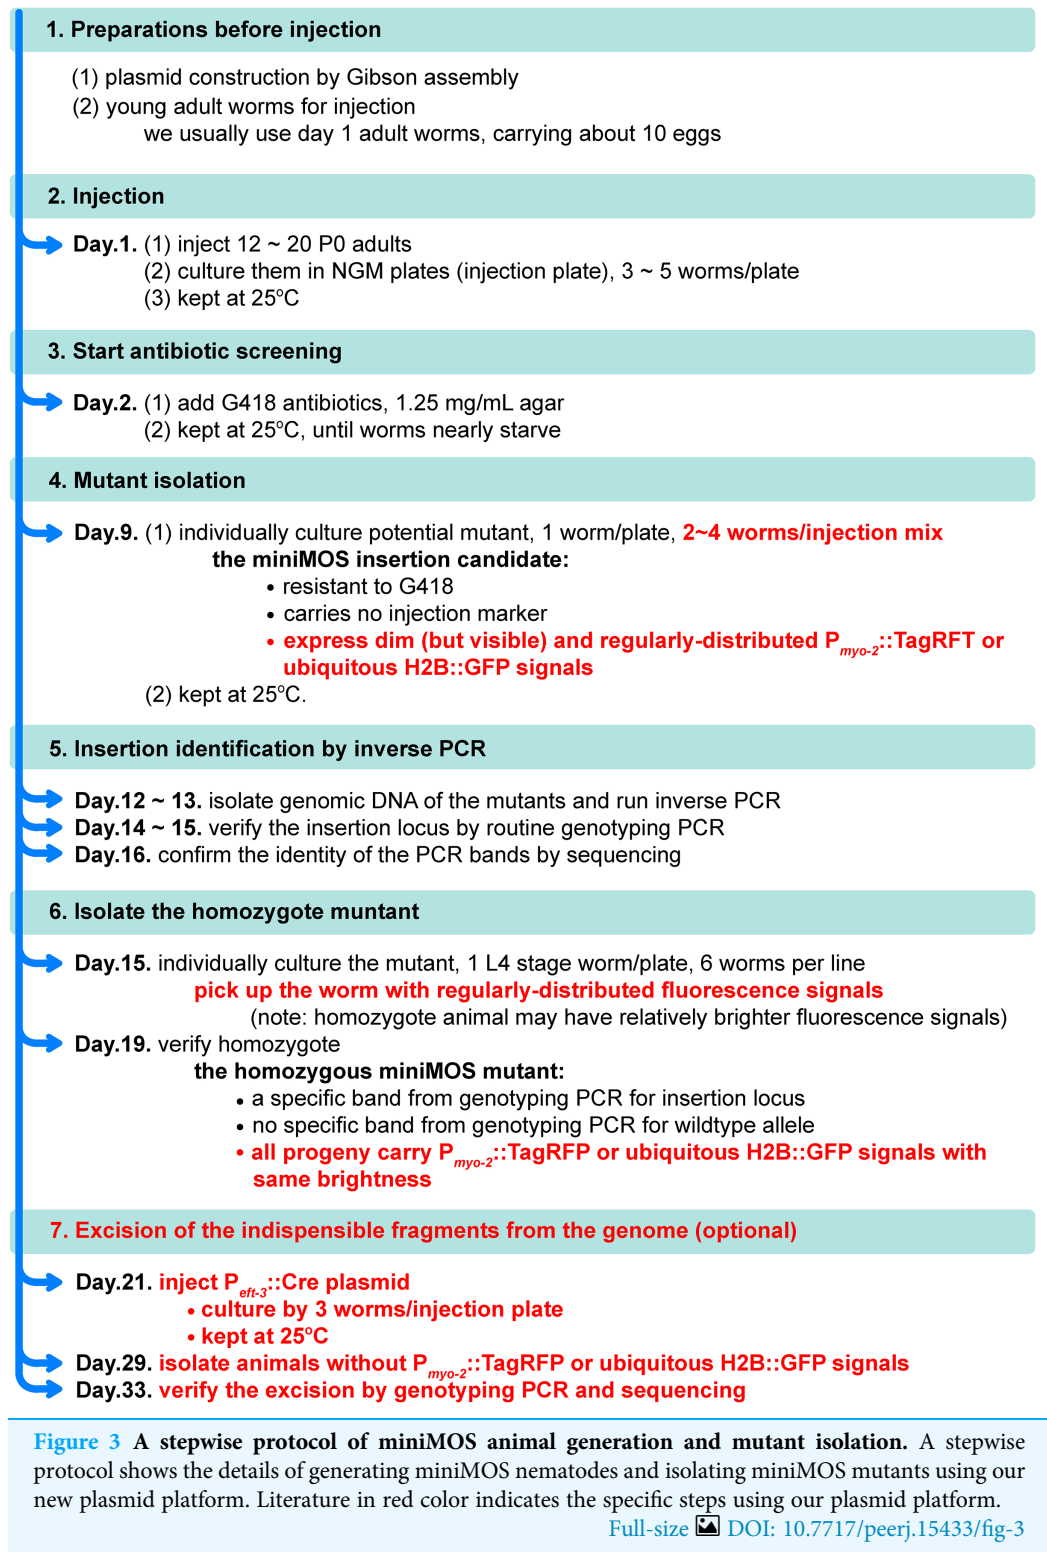 1. Preparations before injection
(1) plasmid construction by Gibson assembly
(2) young adult worms for injection
we usually use day 1 adult worms, carrying about 10 eggs
2. Injection
Day.1. (1) inject 12 ~ 20 P0 adults
(2) culture them in NGM plates (injection plate), 3 ~ 5 worms/plate
(3) kept at 25°C
3. Start antibiotic screening
Day.2. (1) add G418 antibiotics, 1.25 mg/mL agar
(2) kept at 25°C, until worms nearly starve
4. Mutant isolation
Day.9. (1) individually culture potential mutant, 1 worm/plate, 2~4 worms/injection mix
the miniMOS insertion candidate:
• resistant to G418
• carries no injection marker
• express dim (but visible) and regularly-distributed Pmyo-2::TagRFT or
ubiquitous H2B::GFP signals
(2) kept at 25°C.
5. Insertion identification by inverse PCR
Day.12 ~ 13. isolate genomic DNA of the mutants and run inverse PCR
Day.14 ~ 15. verify the insertion locus by routine genotyping PCR
Day.16. confirm the identity of the PCR bands by sequencing
6. Isolate the homozygote muntant
Day.15. individually culture the mutant, 1 L4 stage worm/plate, 6 worms per line
pick up the worm with regularly-distributed fluorescence signals
(note: homozygote animal may have relatively brighter fluorescence signals)
Day.19. verify homozygote
the homozygous miniMOS mutant:
• a specific band from genotyping PCR for insertion locus
• no specific band from genotyping PCR for wildtype allele
• all progeny carry Pmyo-2::TagRFP or ubiquitous H2B::GFP signals with
same brightness
7. Excision of the indispensible fragments from the genome (optional)
Day.21. inject Peft-3::Cre plasmid
• culture by 3 worms/injection plate
• kept at 25°C
Day.29. isolate animals without Pmyo-2::TagRFP or ubiquitous H2B::GFP signals
Day.33. verify the excision by genotyping PCR and sequencing
Figure 3 A stepwise protocol of miniMOS animal generation and mutant isolation. A stepwise
protocol shows the details of generating miniMOS nematodes and isolating miniMOS mutants using our
new plasmid platform. Literature in red color indicates the specific steps using our plasmid platform.
Full-size DOI: 10.7717/peerj.15433/fig-3